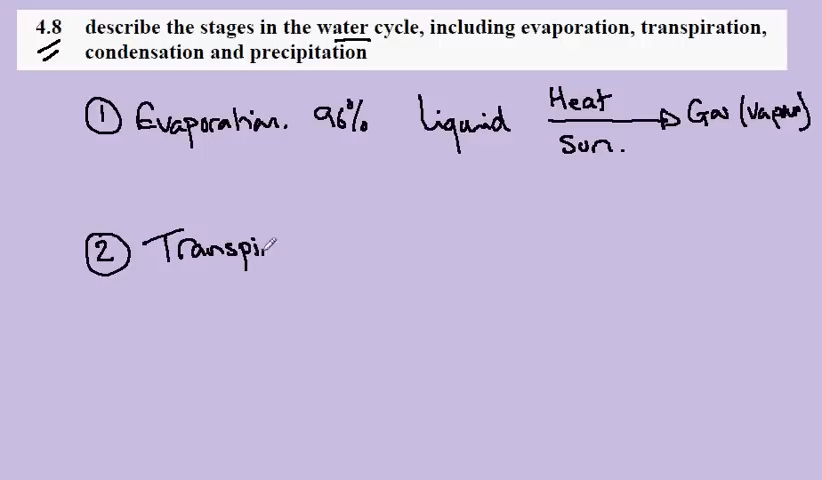 4.8 describe the stages in the water cycle, including evaporation, transpiration,
condensation and precipitation
① Evaporation. 96% Liquid Heat Gas (vapour)
Sun.
② Transpir